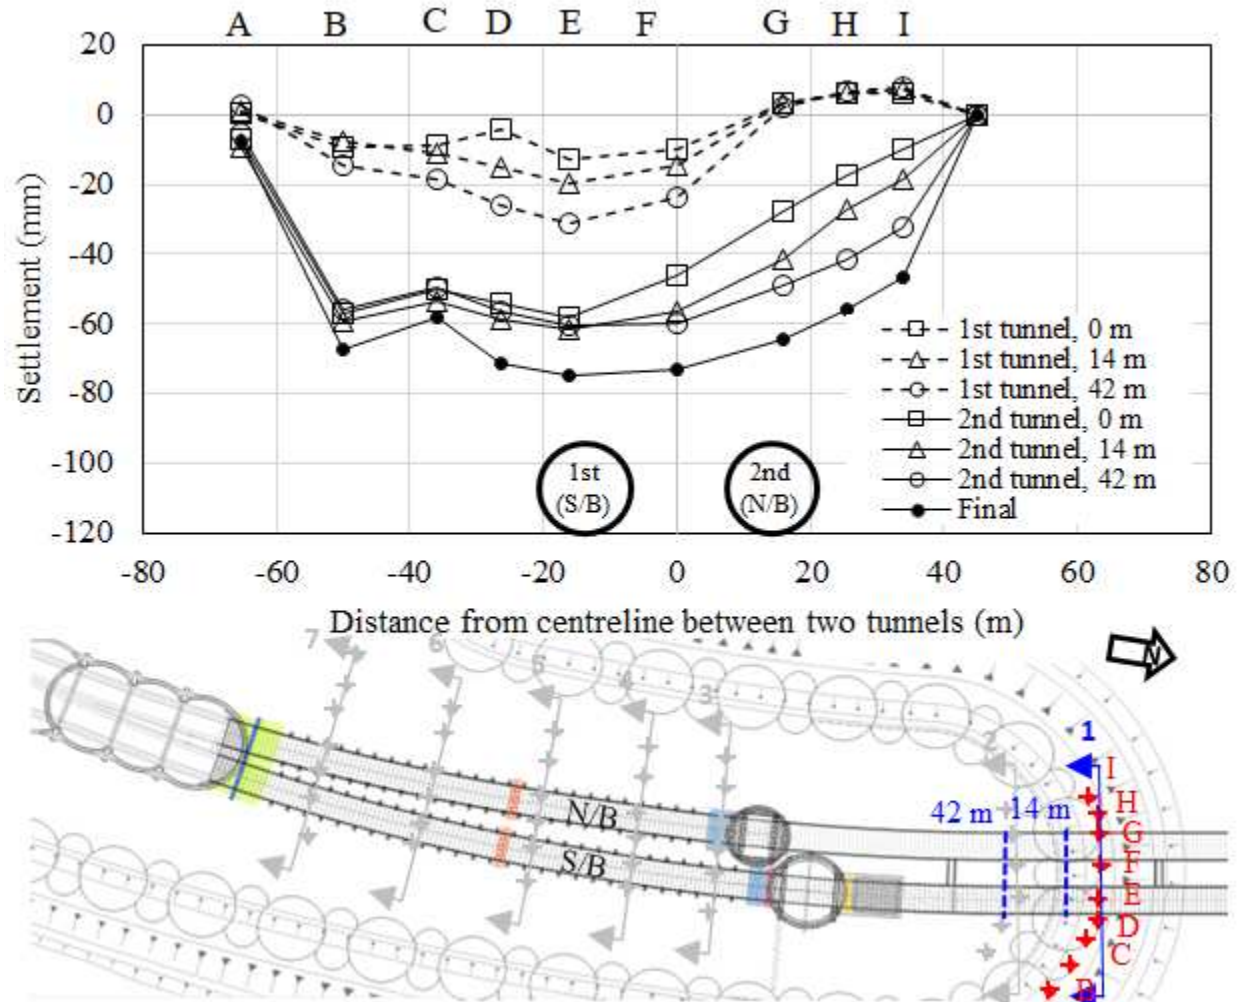 A B C D E F G H I
20
0
-20
-40
-60
-80
-100
-120
Settlement (mm)
1st tunnel, 0 m
1st tunnel, 14 m
1st tunnel, 42 m
2nd tunnel, 0 m
2nd tunnel, 14 m
2nd tunnel, 42 m
Final
1st
(S/B)
2nd
(N/B)
-80 -60 -40 -20 0 20 40 60 80
Distance from centreline between two tunnels (m)
N
7
6
5
4
3
2
1
I
H
G
F
E
D
C
B
42 m 14 m
N/B
S/B